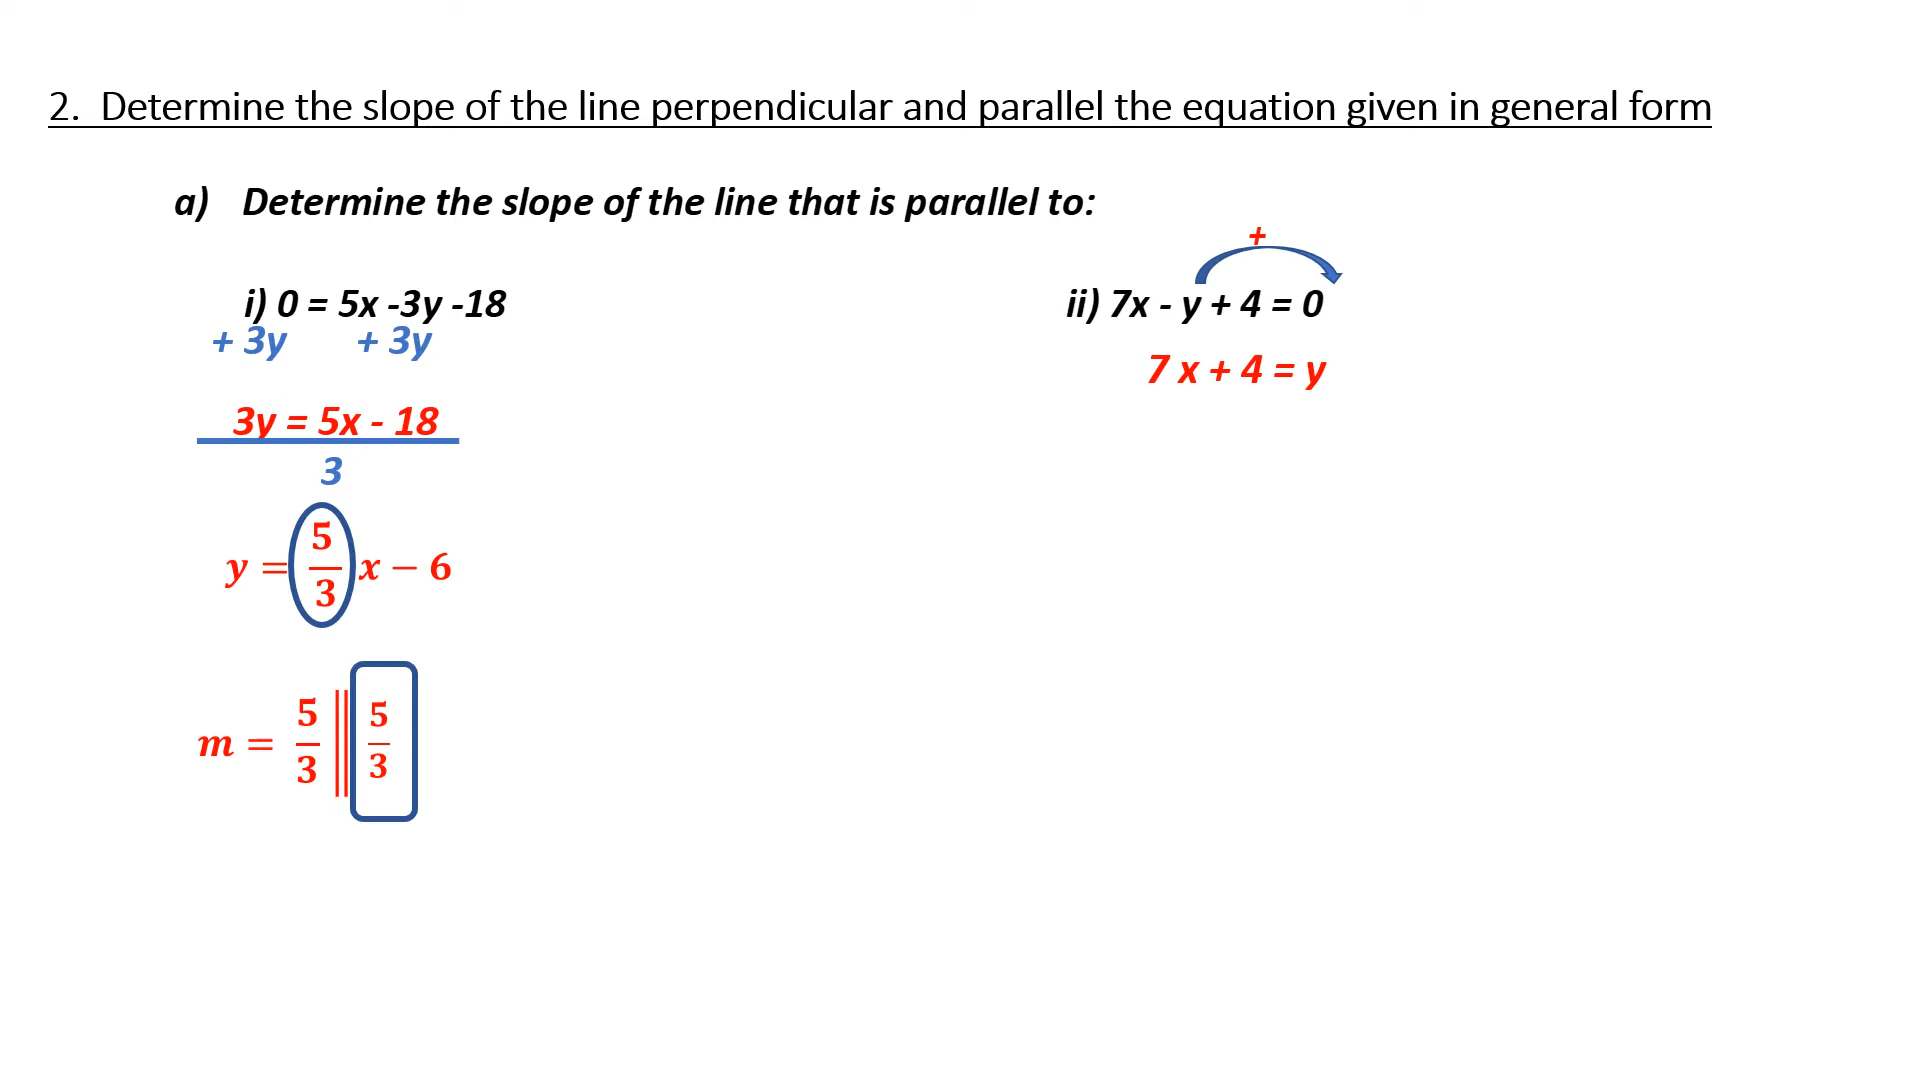 2. Determine the slope of the line perpendicular and parallel the equation given in general form
a) Determine the slope of the line that is parallel to:
i) 0 = 5x -3y -18
+ 3y + 3y
3y = 5x - 18
3
y = 5/3 x − 6
m = 5/3 || 5/3
+
ii) 7x - y + 4 = 0
7 x + 4 = y